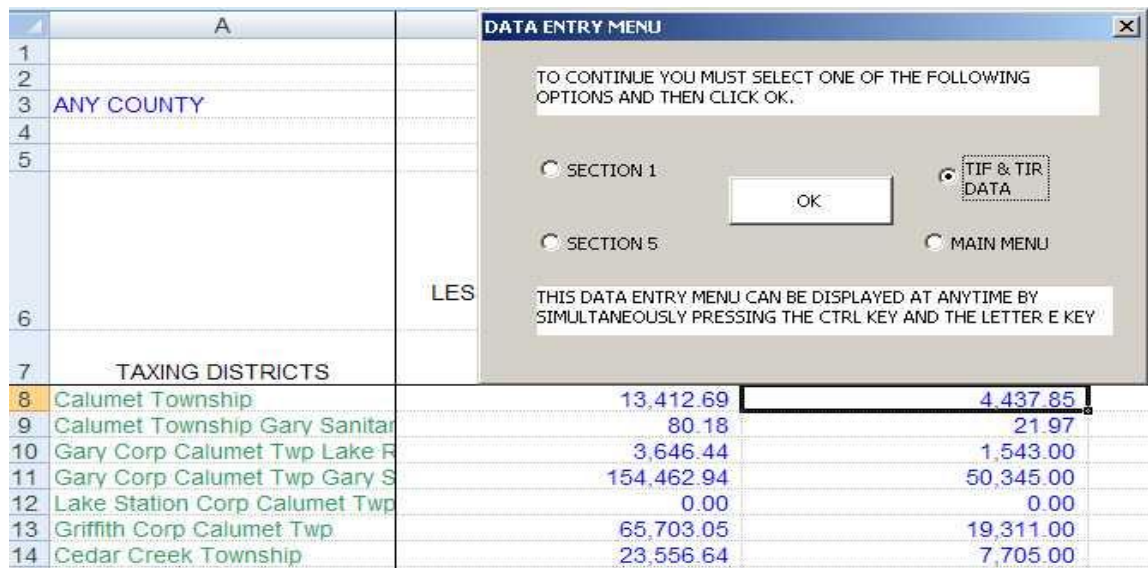 A
DATA ENTRY MENU
1
2
3 ANY COUNTY
4
5
TO CONTINUE YOU MUST SELECT ONE OF THE FOLLOWING
OPTIONS AND THEN CLICK OK.
SECTION 1
TIF & TIR
DATA
OK
SECTION 5
MAIN MENU
LES
THIS DATA ENTRY MENU CAN BE DISPLAYED AT ANYTIME BY
SIMULTANEOUSLY PRESSING THE CTRL KEY AND THE LETTER E KEY
6
7 TAXING DISTRICTS
8 Calumet Township 13,412.69 4,437.85
9 Calumet Township Gary Sanitar 80.18 21.97
10 Gary Corp Calumet Twp Lake R 3,646.44 1,543.00
11 Gary Corp Calumet Twp Gary S 154,462.94 50,345.00
12 Lake Station Corp Calumet Twp 0.00 0.00
13 Griffith Corp Calumet Twp 65,703.05 19,311.00
14 Cedar Creek Township 23,556.64 7,705.00